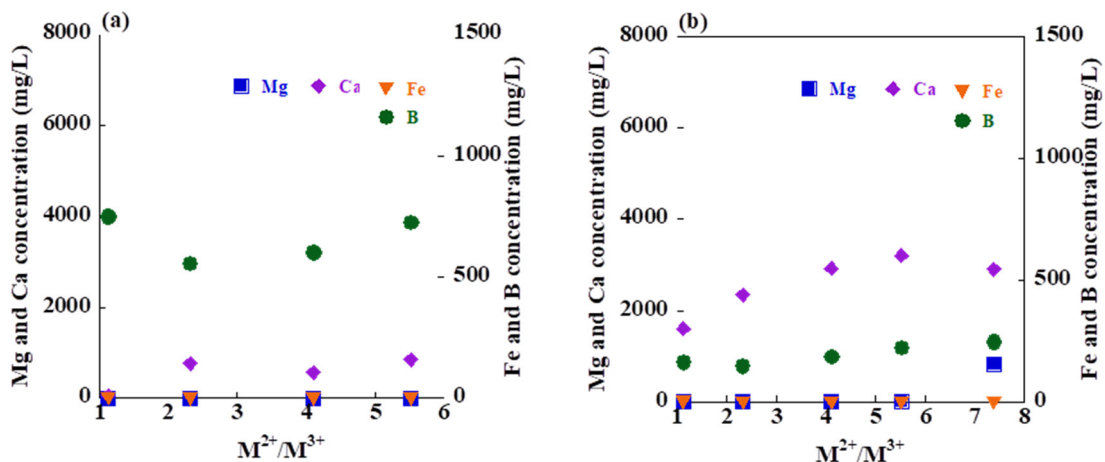 (a)
8000
6000
4000
2000
0
1500
1000
500
0
1 2 3 4 5 6
Mg Ca Fe
B
Mg and Ca concentration (mg/L)
Fe and B concentration (mg/L)
M²⁺/M³⁺
(b)
8000
6000
4000
2000
0
1500
1000
500
0
1 2 3 4 5 6 7 8
Mg Ca Fe
B
Mg and Ca concentration (mg/L)
Fe and B concentration (mg/L)
M²⁺/M³⁺